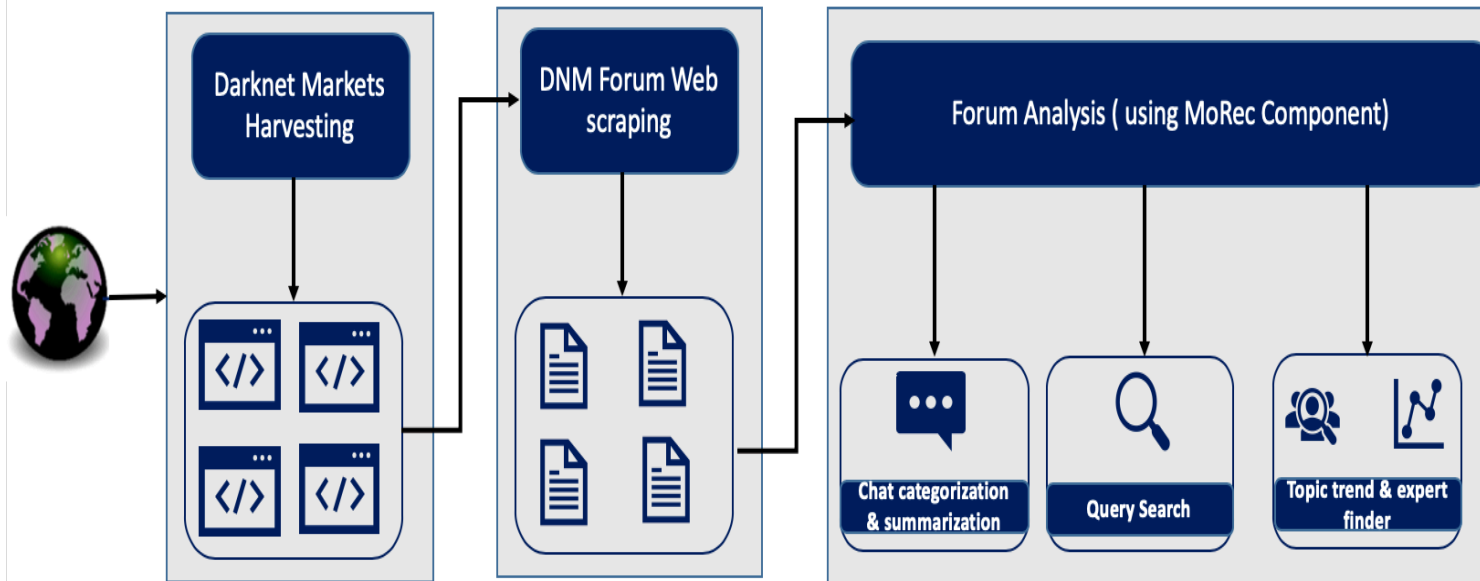 Darknet Markets
Harvesting
DNM Forum Web
scraping
Forum Analysis ( using MoRec Component)
</>
</>
</>
</>
Chat categorization
& summarization
Query Search
Topic trend & expert
finder